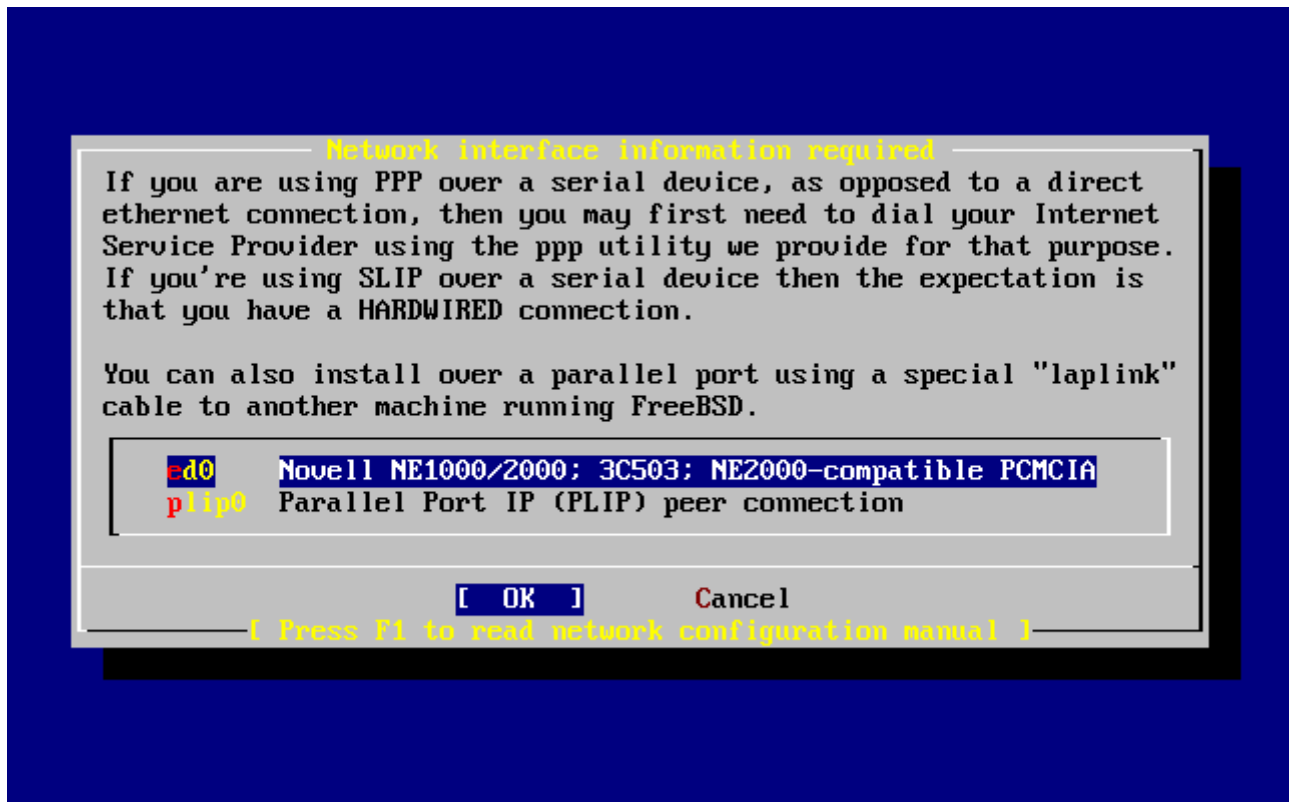 Network interface information required
If you are using PPP over a serial device, as opposed to a direct
ethernet connection, then you may first need to dial your Internet
Service Provider using the ppp utility we provide for that purpose.
If you're using SLIP over a serial device then the expectation is
that you have a HARDWIRED connection.
You can also install over a parallel port using a special "laplink"
cable to another machine running FreeBSD.
ed0 Novell NE1000/2000; 3C503; NE2000-compatible PCMCIA
plip0 Parallel Port IP (PLIP) peer connection
[ OK ] Cancel
[ Press F1 to read network configuration manual ]